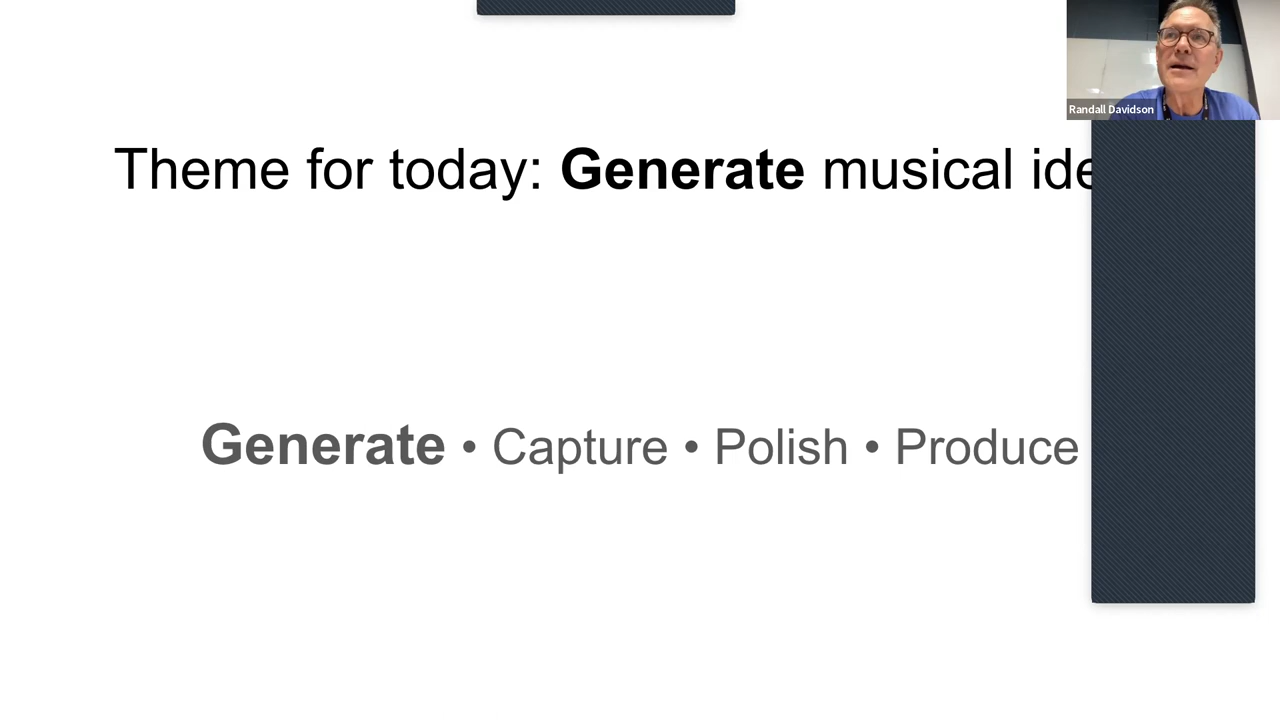 Randall Davidson
Theme for today: Generate musical ide
Generate • Capture • Polish • Produce